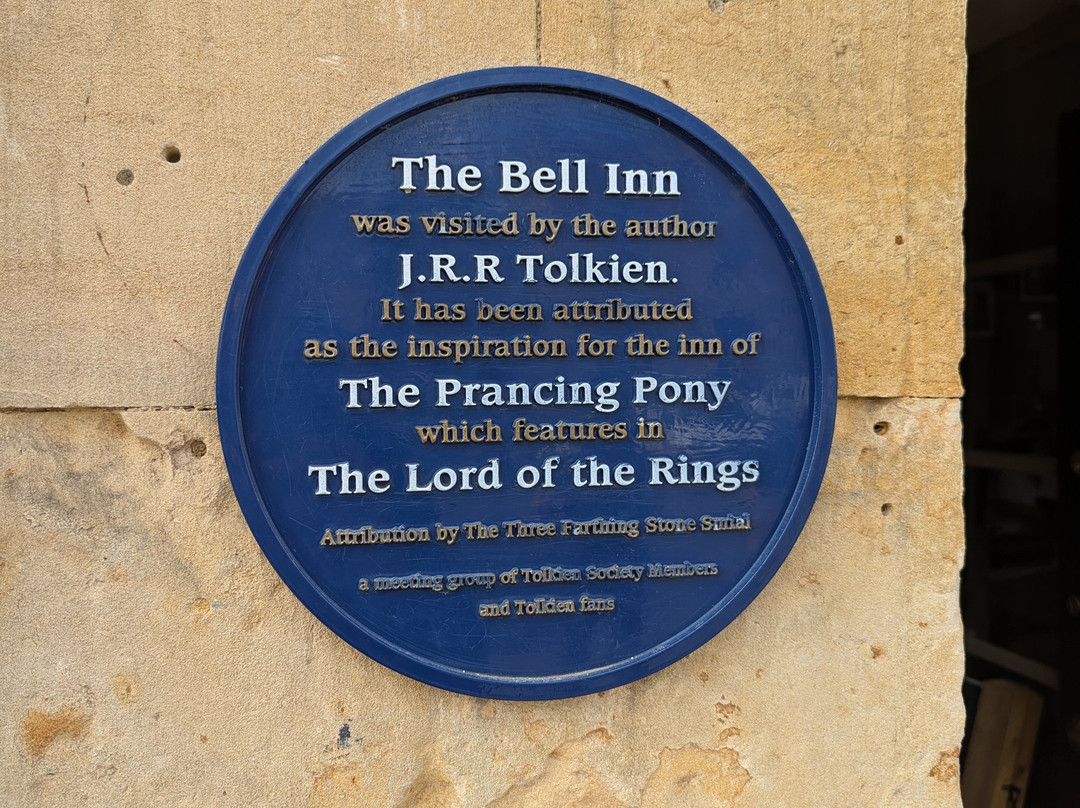 The Bell Inn
was visited by the author
J.R.R Tolkien.
It has been attributed
as the inspiration for the inn of
The Prancing Pony
which features in
The Lord of the Rings
Attribution by The Three Farthing Stone Smial
a meeting group of Tolkien Society Members
and Tolkien fans